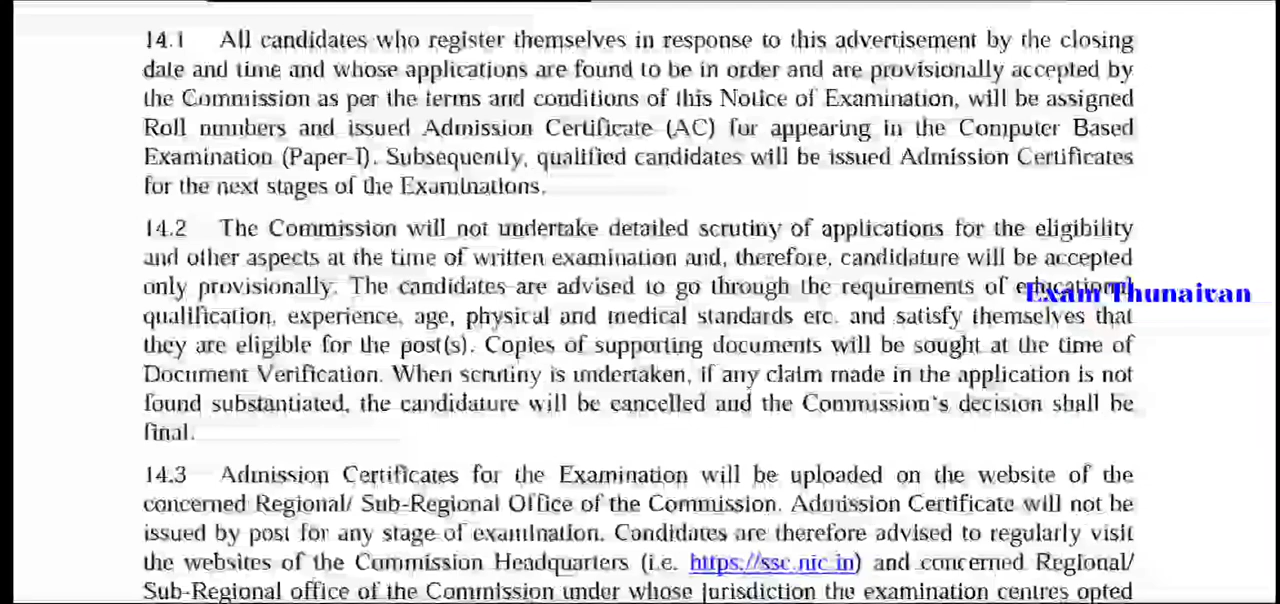 14.1 All candidates who register themselves in response to this advertisement by the closing
date and time and whose applications are found to be in order and are provisionally accepted by
the Commission as per the terms and conditions of this Notice of Examination, will be assigned
Roll numbers and issued Admission Certificate (AC) for appearing in the Computer Based
Examination (Paper-I). Subsequently, qualified candidates will be issued Admission Certificates
for the next stages of the Examinations.
14.2 The Commission will not undertake detailed scrutiny of applications for the eligibility
and other aspects at the time of written examination and, therefore, candidature will be accepted
only provisionally. The candidates are advised to go through the requirements of educational
Exam Thunaivan
qualification, experience, age, physical and medical standards etc. and satisfy themselves that
they are eligible for the post(s). Copies of supporting documents will be sought at the time of
Document Verification. When scrutiny is undertaken, if any claim made in the application is not
found substantiated, the candidature will be cancelled and the Commission's decision shall be
final.
14.3 Admission Certificates for the Examination will be uploaded on the website of the
concerned Regional/ Sub-Regional Office of the Commission. Admission Certificate will not be
issued by post for any stage of examination. Candidates are therefore advised to regularly visit
the websites of the Commission Headquarters (i.e. https://ssc.nic.in) and concerned Regional/
Sub-Regional office of the Commission under whose jurisdiction the examination centres opted